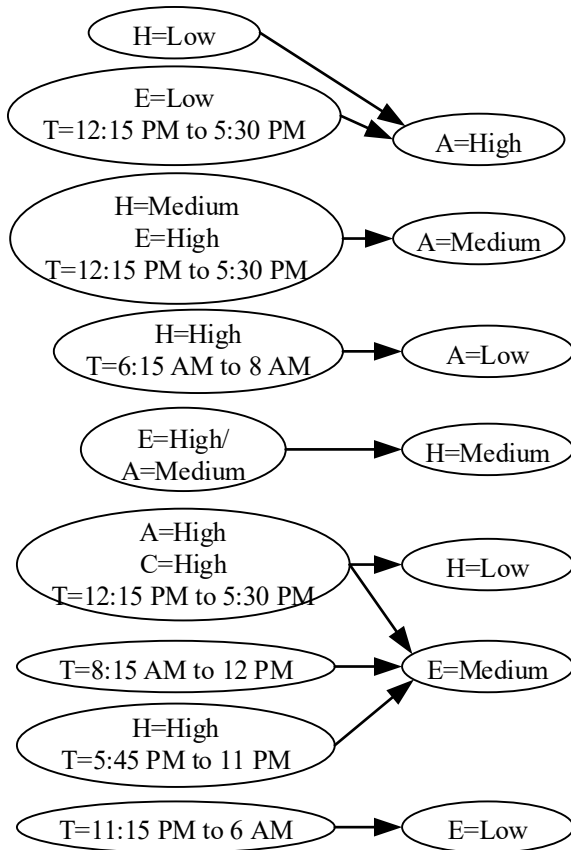 H=Low
E=Low
T=12:15 PM to 5:30 PM
A=High
H=Medium
E=High
T=12:15 PM to 5:30 PM
A=Medium
H=High
T=6:15 AM to 8 AM
A=Low
E=High/
A=Medium
H=Medium
A=High
C=High
T=12:15 PM to 5:30 PM
H=Low
T=8:15 AM to 12 PM
E=Medium
H=High
T=5:45 PM to 11 PM
T=11:15 PM to 6 AM
E=Low